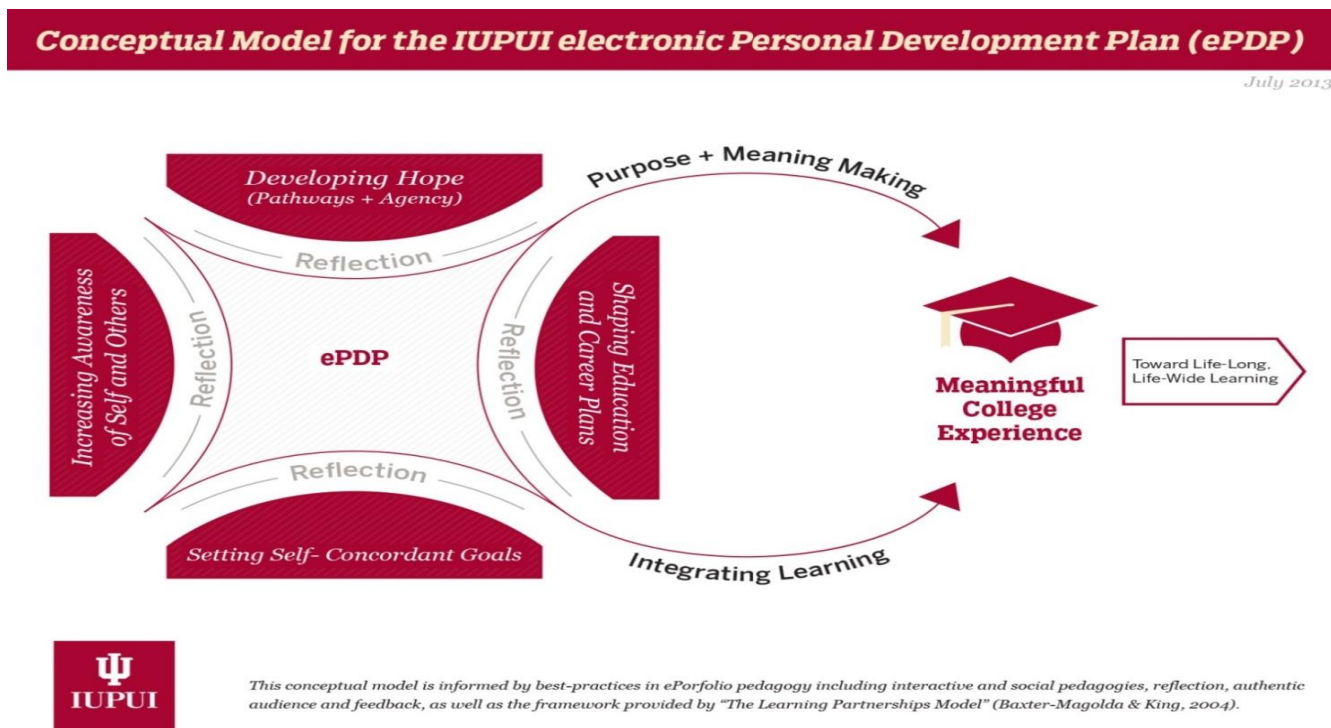 Conceptual Model for the IUPUI electronic Personal Development Plan (ePDP)
July 2013
Developing Hope
(Pathways + Agency)
Reflection
Increasing Awareness
of Self and Others
Reflection
ePDP
Reflection
Shaping Education
and Career Plans
Reflection
Setting Self- Concordant Goals
Purpose + Meaning Making
Integrating Learning
Meaningful
College
Experience
Toward Life-Long,
Life-Wide Learning
IUPUI
This conceptual model is informed by best-practices in ePorfolio pedagogy including interactive and social pedagogies, reflection, authentic
audience and feedback, as well as the framework provided by “The Learning Partnerships Model” (Baxter-Magolda & King, 2004).